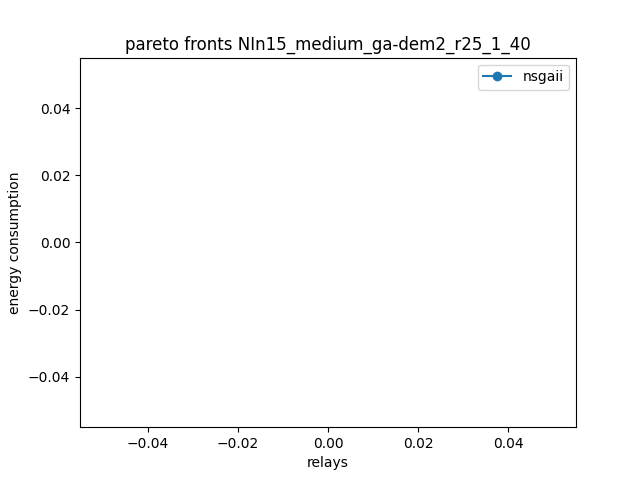 pareto fronts NIn15_medium_ga-dem2_r25_1_40
nsgaii
0.04
0.02
0.00
−0.02
−0.04
energy consumption
−0.04
−0.02
0.00
0.02
0.04
relays